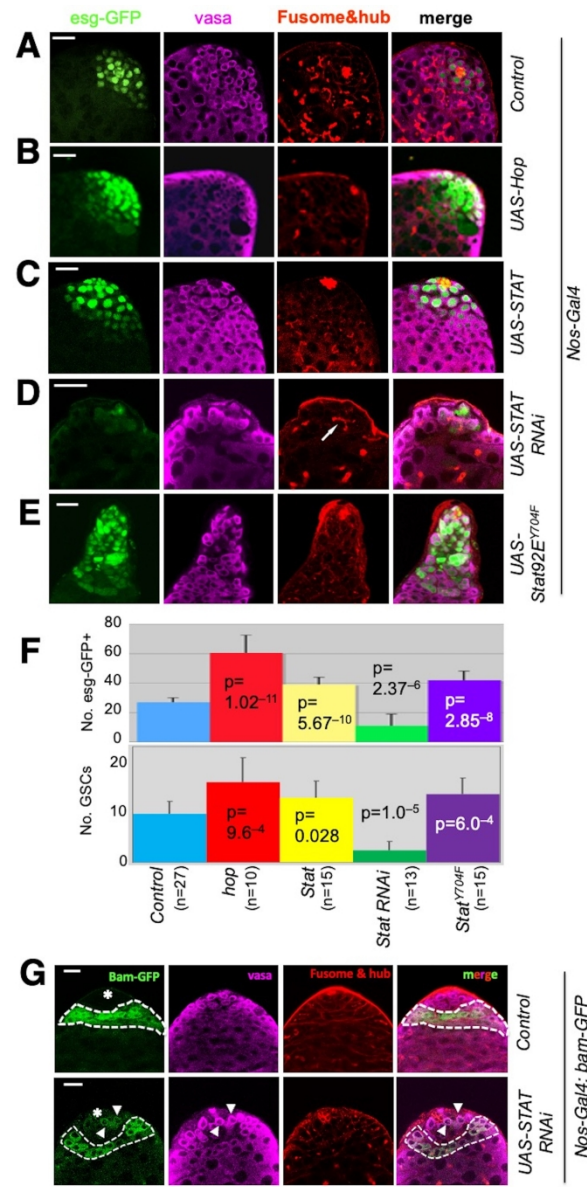 esg-GFP vasa Fusome&hub merge
A
Control
B
UAS-Hop
C
UAS-STAT
D
UAS-STAT
RNAi
E
UAS-
Stat92E^Y704F
Nos-Gal4
F
No. esg-GFP+
80
60
40
20
0
p=
1.02⁻¹¹
p=
5.67⁻¹⁰
p=
2.37⁻⁶
p=
2.85⁻⁸
No. GSCs
20
10
0
p=
9.6⁻⁴
p=
0.028
p=1.0⁻⁵
p=6.0⁻⁴
Control
(n=27)
hop
(n=10)
Stat
(n=15)
Stat RNAi
(n=13)
Stat^Y704F
(n=15)
G
Bam-GFP vasa Fusome & hub merge
*
Control
*
UAS-STAT
RNAi
Nos-Gal4; bam-GFP